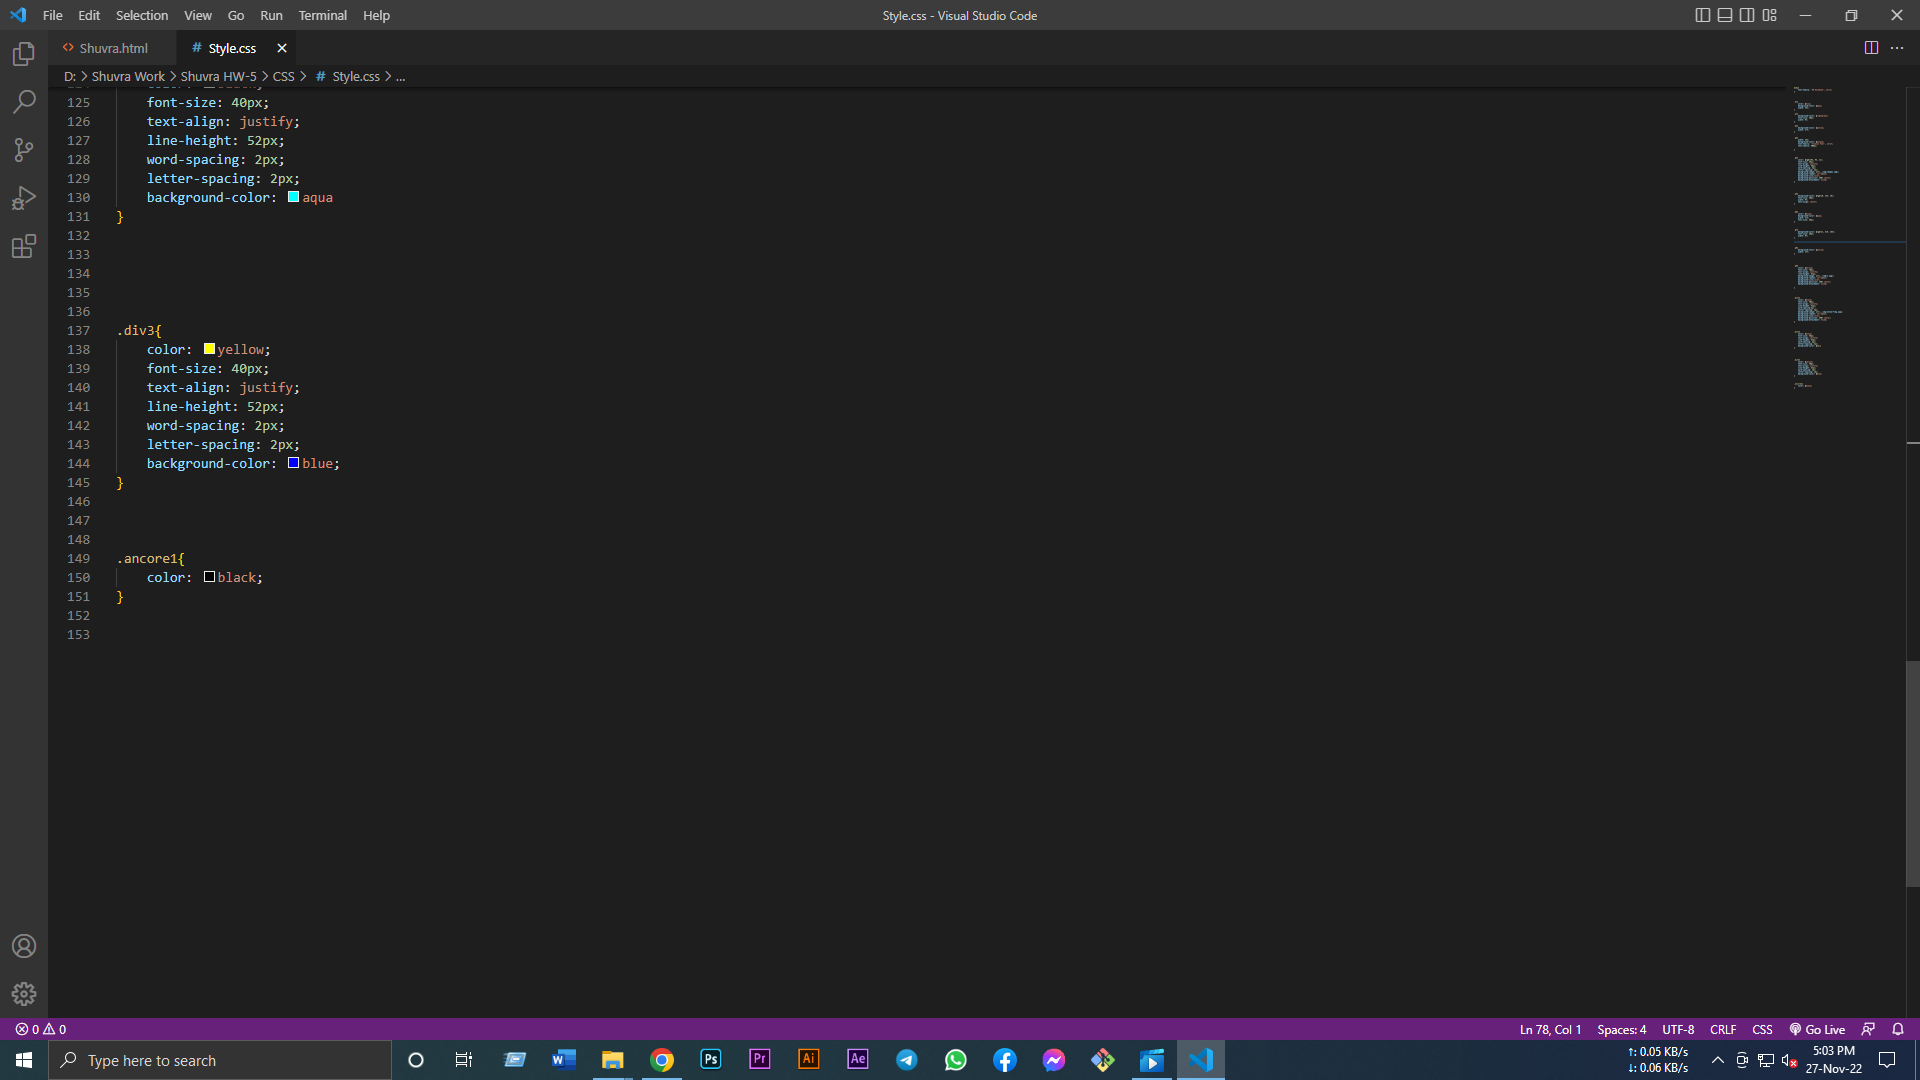 File Edit Selection View Go Run Terminal Help
Style.css - Visual Studio Code
Shuvra.html
# Style.css
D: > Shuvra Work > Shuvra HW-5 > CSS > # Style.css > ...
125 font-size: 40px;
126 text-align: justify;
127 line-height: 52px;
128 word-spacing: 2px;
129 letter-spacing: 2px;
130 background-color: aqua
131 }
132
133
134
135
136
137 .div3{
138 color: yellow;
139 font-size: 40px;
140 text-align: justify;
141 line-height: 52px;
142 word-spacing: 2px;
143 letter-spacing: 2px;
144 background-color: blue;
145 }
146
147
148
149 .ancore1{
150 color: black;
151 }
152
153
0 0
Ln 78, Col 1 Spaces: 4 UTF-8 CRLF CSS Go Live
Type here to search
W
Ps
Pr
Ai
Ae
↑: 0.05 KB/s
↓: 0.06 KB/s
5:03 PM
27-Nov-22